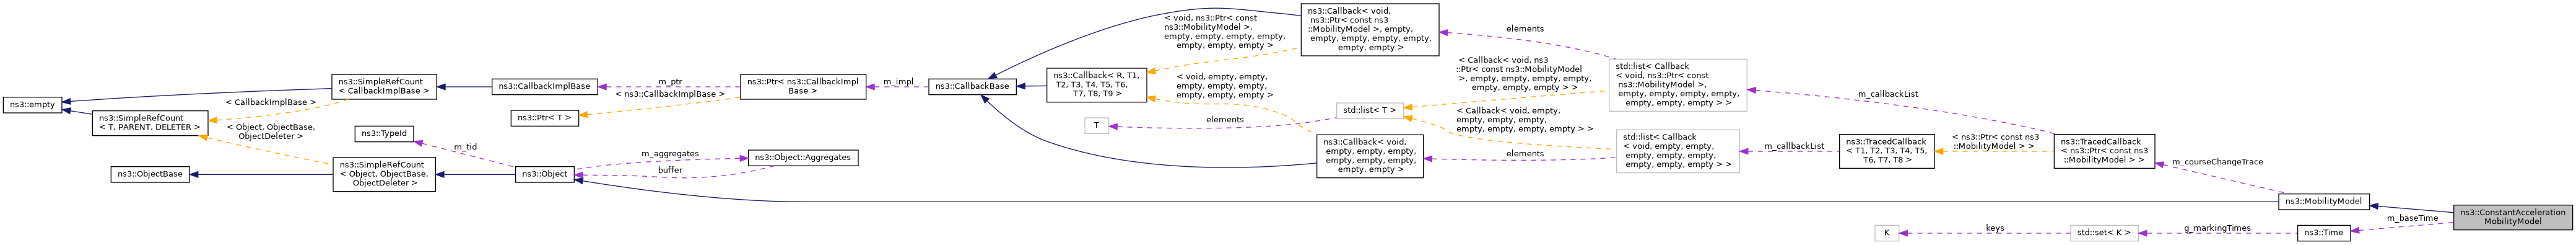 ns3::empty
ns3::SimpleRefCount
< CallbackImplBase >
ns3::SimpleRefCount
< T, PARENT, DELETER >
< CallbackImplBase >
< Object, ObjectBase,
ObjectDeleter >
ns3::ObjectBase
ns3::TypeId
ns3::SimpleRefCount
< Object, ObjectBase,
ObjectDeleter >
m_tid
ns3::CallbackImplBase
ns3::Ptr< T >
ns3::Object
m_ptr
< ns3::CallbackImplBase >
m_aggregates
buffer
ns3::Ptr< ns3::CallbackImpl
Base >
ns3::Object::Aggregates
m_impl
ns3::CallbackBase
ns3::Callback< R, T1,
T2, T3, T4, T5, T6,
T7, T8, T9 >
T
< void, ns3::Ptr< const
ns3::MobilityModel >,
empty, empty, empty, empty,
empty, empty, empty >
< void, empty, empty,
empty, empty, empty,
empty, empty, empty >
elements
ns3::Callback< void,
ns3::Ptr< const ns3
::MobilityModel >, empty,
empty, empty, empty, empty,
empty, empty >
std::list< T >
ns3::Callback< void,
empty, empty, empty,
empty, empty, empty,
empty, empty >
elements
< Callback< void, ns3
::Ptr< const ns3::MobilityModel
>, empty, empty, empty, empty,
empty, empty, empty > >
< Callback< void, empty,
empty, empty, empty,
empty, empty, empty, empty > >
elements
std::list< Callback
< void, ns3::Ptr< const
ns3::MobilityModel >,
empty, empty, empty, empty,
empty, empty, empty > >
std::list< Callback
< void, empty, empty,
empty, empty, empty,
empty, empty, empty > >
m_callbackList
m_callbackList
ns3::TracedCallback
< T1, T2, T3, T4, T5,
T6, T7, T8 >
< ns3::Ptr< const ns3
::MobilityModel > >
ns3::TracedCallback
< ns3::Ptr< const ns3
::MobilityModel > >
m_courseChangeTrace
ns3::MobilityModel
K
keys
std::set< K >
g_markingTimes
ns3::Time
m_baseTime
ns3::ConstantAcceleration
MobilityModel